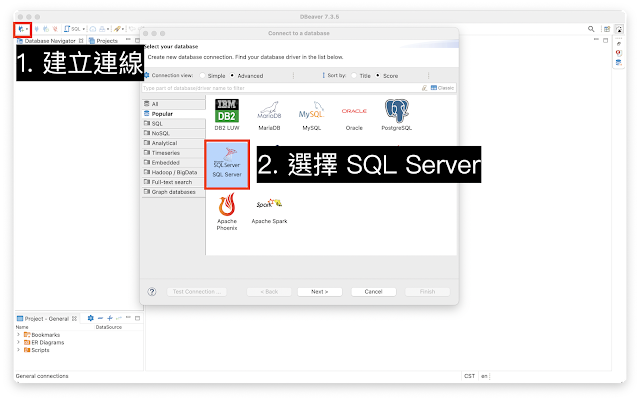 DBeaver 7.3.5
SQL
Database Navigator
Projects
1. 建立連線
Connect to a database
Select your database
Create new database connection. Find your database driver in the list below.
Connection view: Simple Advanced Sort by: Title Score
Type part of database/driver name to filter
Classic
All
Popular
SQL
NoSQL
Analytical
Timeseries
Embedded
Hadoop / BigData
Full-text search
Graph databases
IBM DB2
DB2 LUW
MariaDB
MariaDB
MySQL
MySQL
ORACLE
Oracle
PostgreSQL
SQL Server
SQL Server
2. 選擇 SQL Server
Apache Phoenix
Spark
Apache Spark
Test Connection ...
< Back
Next >
Cancel
Finish
Project - General
Name DataSource
Bookmarks
ER Diagrams
Scripts
General connections
CST en